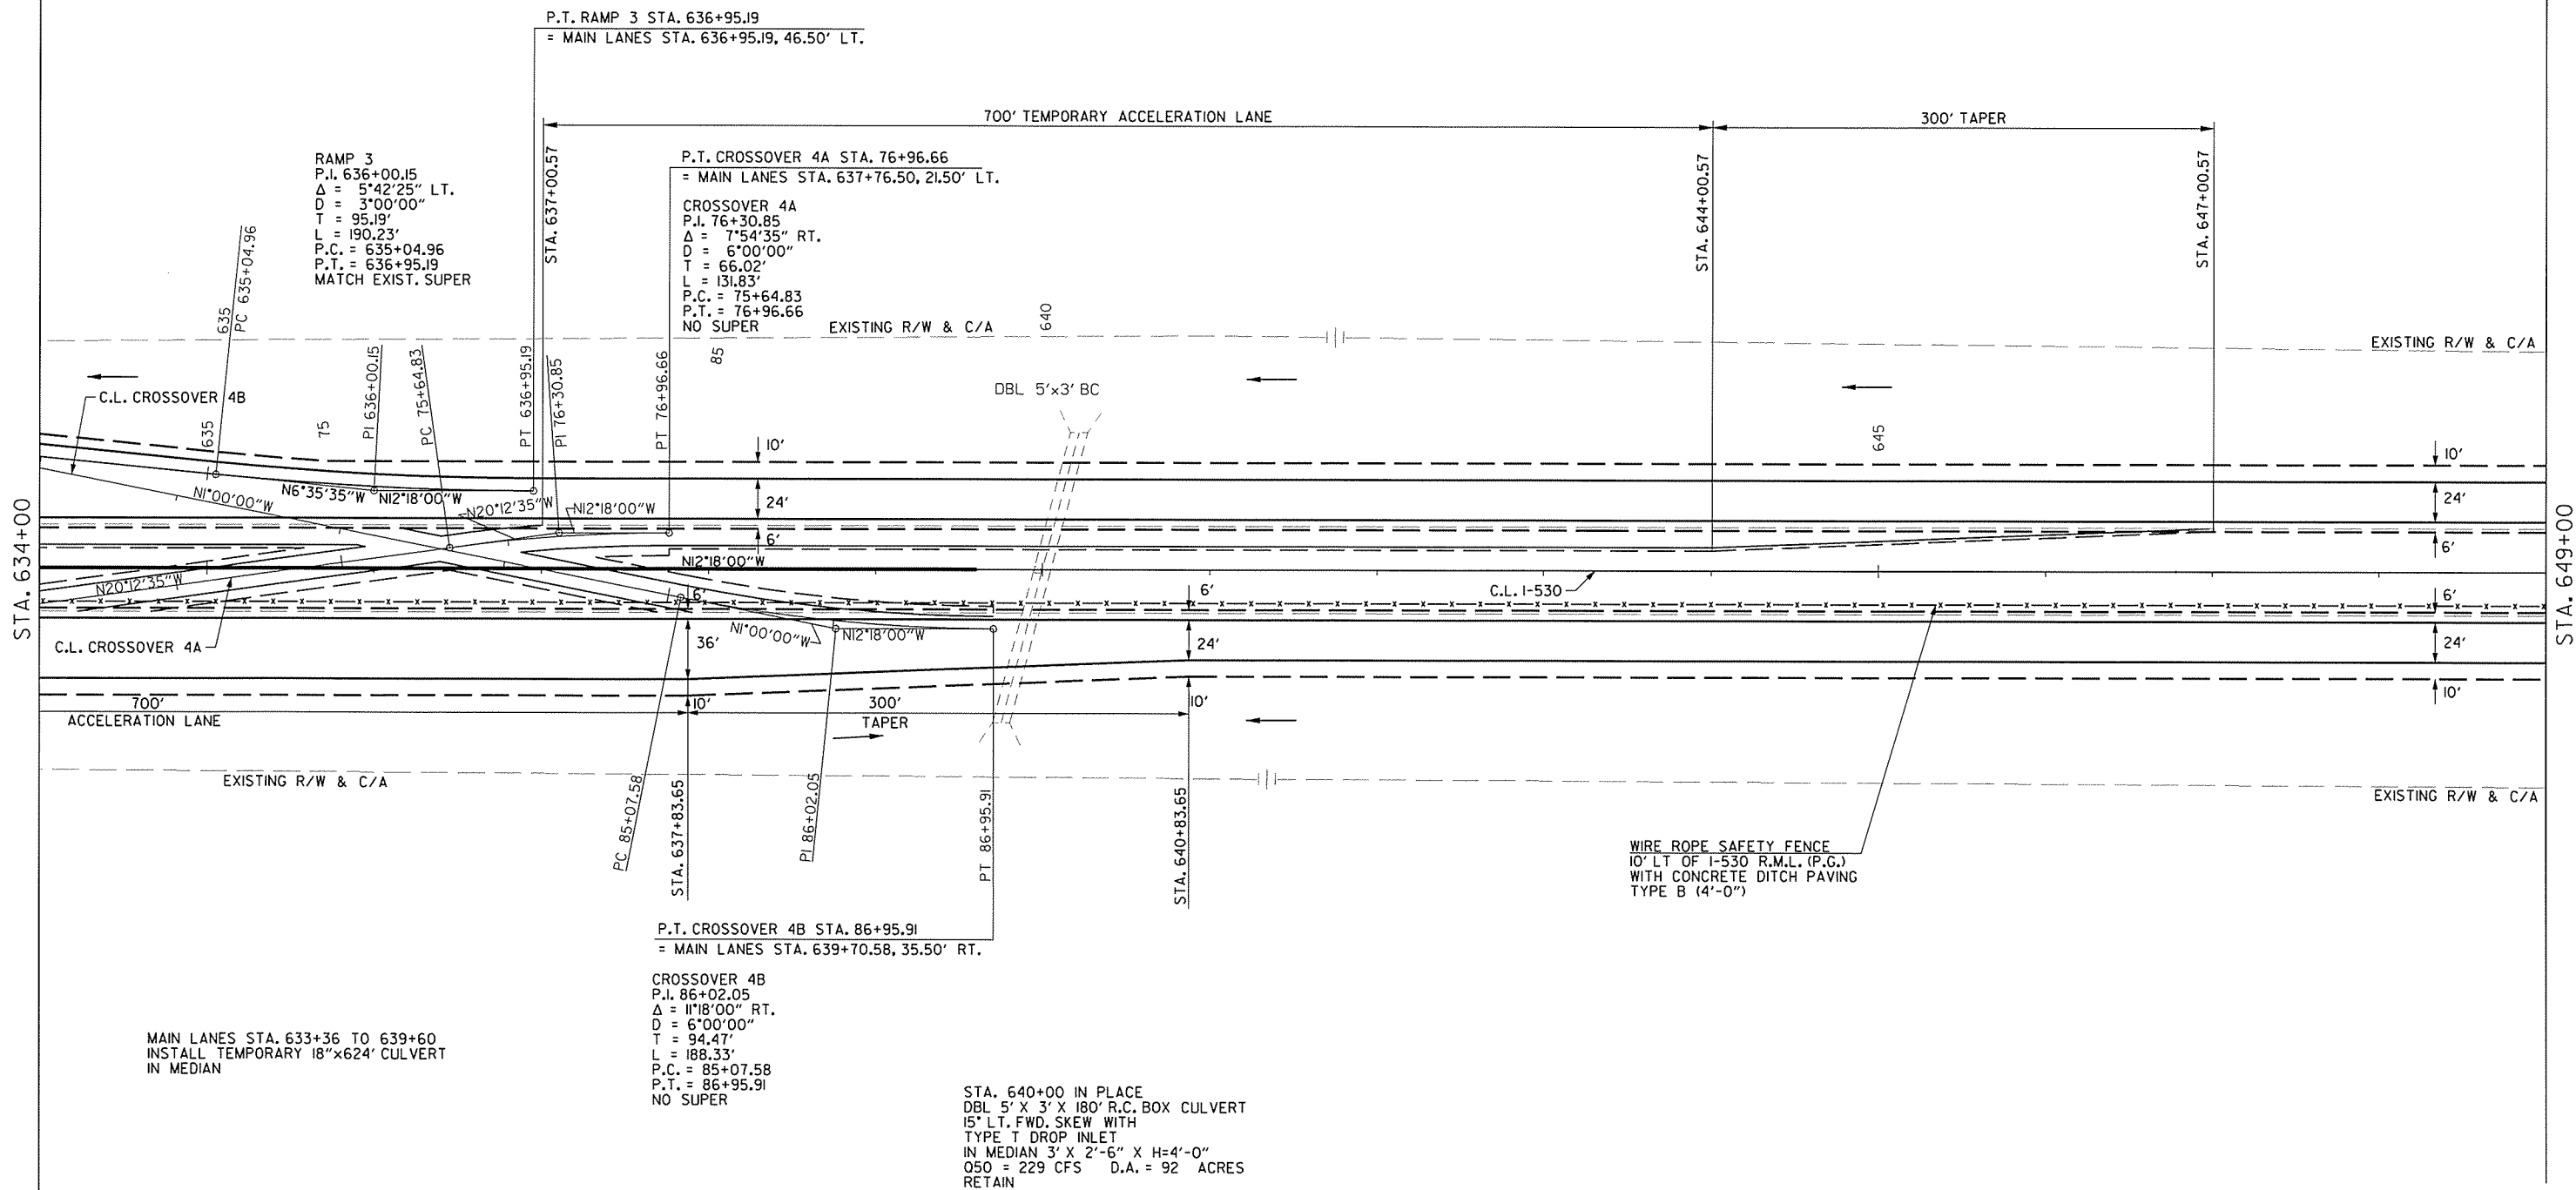 P.T. RAMP 3 STA. 636+95.19
= MAIN LANES STA. 636+95.19, 46.50' LT.
700' TEMPORARY ACCELERATION LANE
300' TAPER
RAMP 3
P.I. 636+00.15
Δ = 5°42'25" LT.
D = 3°00'00"
T = 95.19'
L = 190.23'
P.C. = 635+04.96
P.T. = 636+95.19
MATCH EXIST. SUPER
STA. 637+00.57
P.T. CROSSOVER 4A STA. 76+96.66
= MAIN LANES STA. 637+76.50, 21.50' LT.
CROSSOVER 4A
P.I. 76+30.85
Δ = 7°54'35" RT.
D = 6°00'00"
T = 66.02'
L = 131.83'
P.C. = 75+64.83
P.T. = 76+96.66
NO SUPER
STA. 644+00.57
STA. 647+00.57
EXISTING R/W & C/A
640
EXISTING R/W & C/A
635
PC 635+04.96
C.L. CROSSOVER 4B
635
75
PI 636+00.15
PC 75+64.83
PT 636+95.19
PI 76+30.85
PT 76+96.66
85
DBL 5'x3' BC
645
10'
10'
N1°00'00"W
N6°35'35"W
N12°18'00"W
N20°12'35"W
N12°18'00"W
24'
24'
6'
6'
STA. 634+00
STA. 649+00
N12°18'00"W
N20°12'35"W
C.L. I-530
6'
6'
6'
C.L. CROSSOVER 4A
36'
N1°00'00"W
N12°18'00"W
24'
24'
700'
ACCELERATION LANE
10'
300'
TAPER
10'
10'
EXISTING R/W & C/A
EXISTING R/W & C/A
PC 85+07.58
STA. 637+83.65
PI 86+02.05
PT 86+95.91
STA. 640+83.65
WIRE ROPE SAFETY FENCE
10' LT OF I-530 R.M.L. (P.G.)
WITH CONCRETE DITCH PAVING
TYPE B (4'-0")
P.T. CROSSOVER 4B STA. 86+95.91
= MAIN LANES STA. 639+70.58, 35.50' RT.
CROSSOVER 4B
P.I. 86+02.05
Δ = 11°18'00" RT.
D = 6°00'00"
T = 94.47'
L = 188.33'
P.C. = 85+07.58
P.T. = 86+95.91
NO SUPER
MAIN LANES STA. 633+36 TO 639+60
INSTALL TEMPORARY 18"x624' CULVERT
IN MEDIAN
STA. 640+00 IN PLACE
DBL 5' X 3' X 180' R.C. BOX CULVERT
15° LT. FWD. SKEW WITH
TYPE T DROP INLET
IN MEDIAN 3' X 2'-6" X H=4'-0"
Q50 = 229 CFS D.A. = 92 ACRES
RETAIN